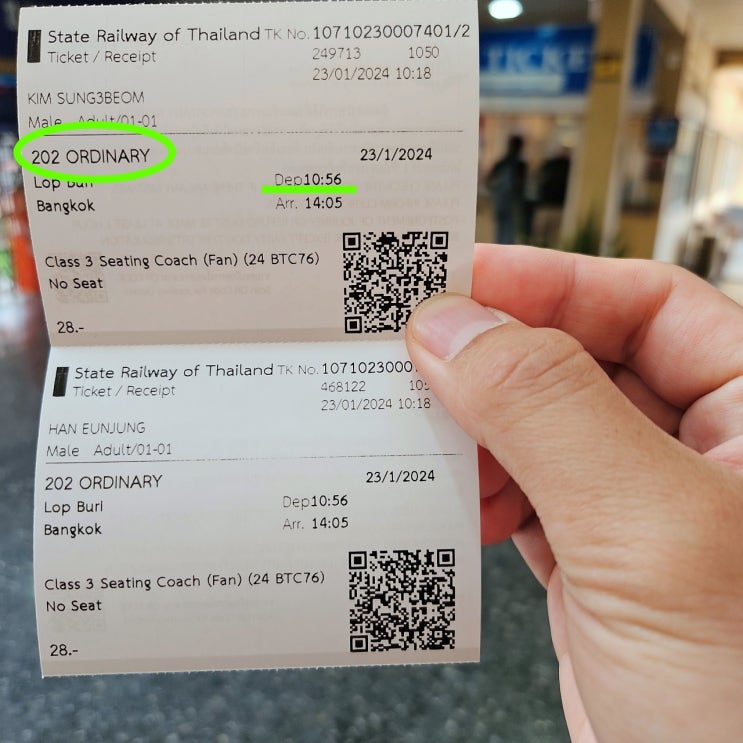 State Railway of Thailand TK No. 10710230007401/2
Ticket / Receipt 249713 1050
23/01/2024 10:18
KIM SUNG3BEOM
Male Adult/01-01
202 ORDINARY 23/1/2024
Lop Buri Dep10:56
Bangkok Arr. 14:05
Class 3 Seating Coach (Fan) (24 BTC76)
No Seat
28.-
State Railway of Thailand TK No. 1071023000
Ticket / Receipt 468122
23/01/2024 10:18
HAN EUNJUNG
Male Adult/01-01
202 ORDINARY 23/1/2024
Lop Buri Dep10:56
Bangkok Arr. 14:05
Class 3 Seating Coach (Fan) (24 BTC76)
No Seat
28.-
TICKE